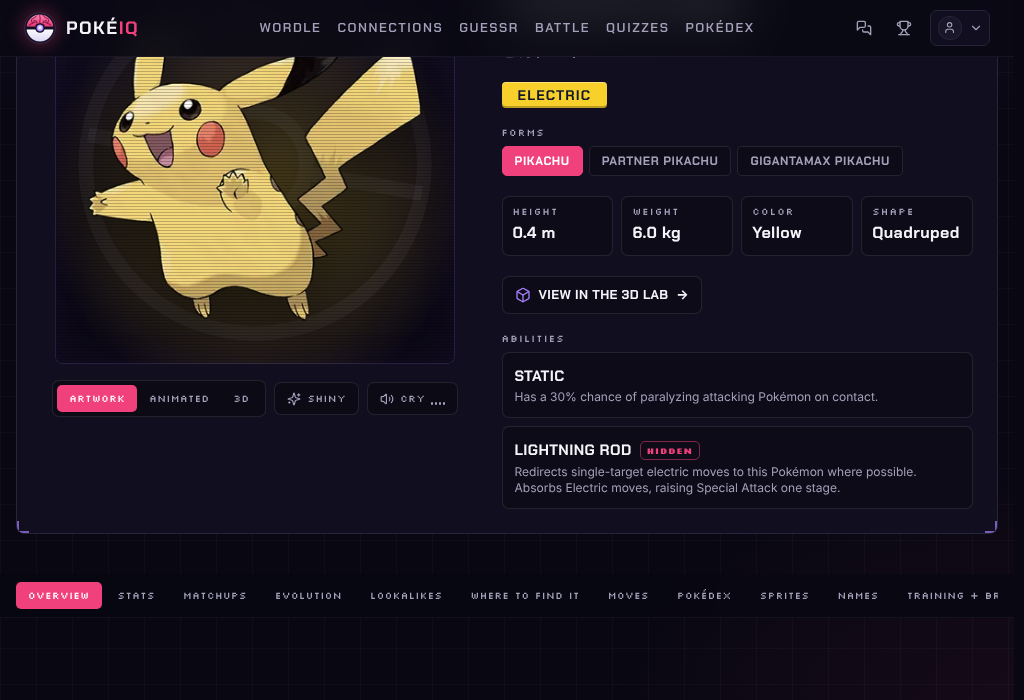 POKÉIQ
WORDLE CONNECTIONS GUESSR BATTLE QUIZZES POKÉDEX
ELECTRIC
FORMS
PIKACHU PARTNER PIKACHU GIGANTAMAX PIKACHU
HEIGHT WEIGHT COLOR SHAPE
0.4 m 6.0 kg Yellow Quadruped
VIEW IN THE 3D LAB →
ABILITIES
STATIC
Has a 30% chance of paralyzing attacking Pokémon on contact.
ARTWORK ANIMATED 3D SHINY CRY
LIGHTNING ROD HIDDEN
Redirects single-target electric moves to this Pokémon where possible.
Absorbs Electric moves, raising Special Attack one stage.
OVERVIEW STATS MATCHUPS EVOLUTION LOOKALIKES WHERE TO FIND IT MOVES POKÉDEX SPRITES NAMES TRAINING + BR